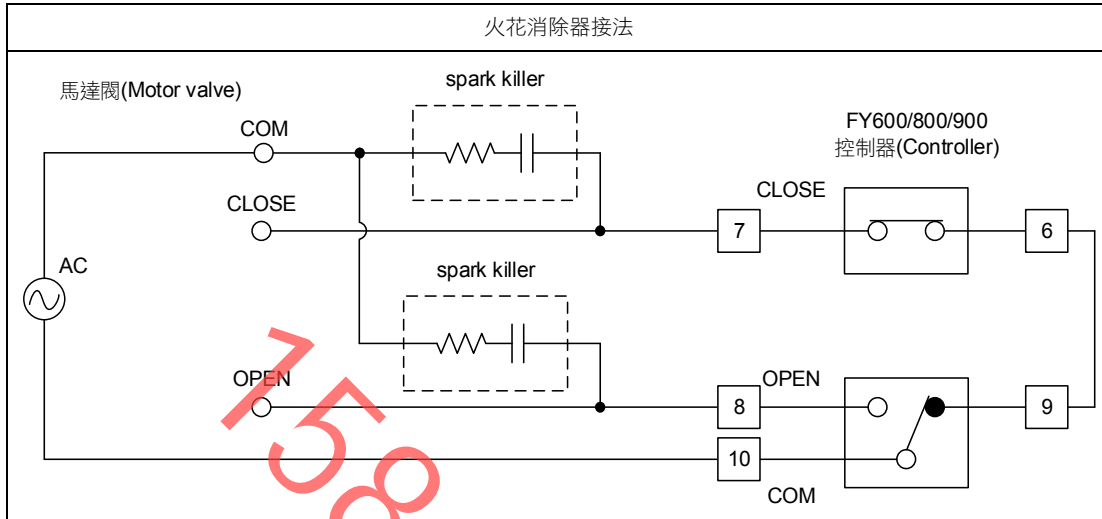 火花消除器接法
馬達閥(Motor valve)
spark killer
COM
FY600/800/900
控制器(Controller)
CLOSE
CLOSE
7
6
AC
spark killer
OPEN
OPEN
8
9
10
COM
158